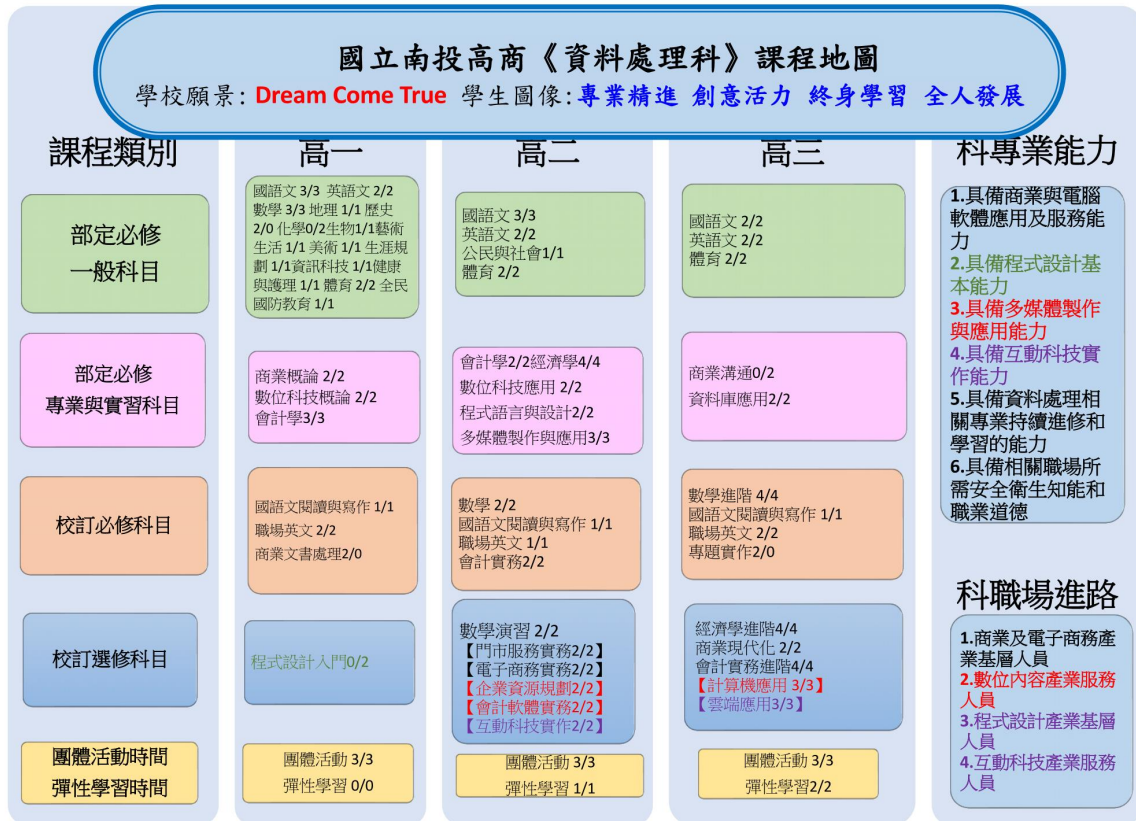 國立南投高商《資料處理科》課程地圖
學校願景: Dream Come True 學生圖像:專業精進 創意活力 終身學習 全人發展
課程類別
高一
高二
高三
科專業能力
部定必修
一般科目
國語文 3/3 英語文 2/2
數學 3/3 地理 1/1 歷史
2/0 化學0/2生物1/1藝術
生活 1/1 美術 1/1 生涯規
劃 1/1資訊科技 1/1健康
與護理 1/1 體育 2/2 全民
國防教育 1/1
國語文 3/3
英語文 2/2
公民與社會1/1
體育 2/2
國語文 2/2
英語文 2/2
體育 2/2
部定必修
專業與實習科目
商業概論 2/2
數位科技概論 2/2
會計學3/3
會計學2/2經濟學4/4
數位科技應用 2/2
程式語言與設計2/2
多媒體製作與應用3/3
商業溝通0/2
資料庫應用2/2
校訂必修科目
國語文閱讀與寫作 1/1
職場英文 2/2
商業文書處理2/0
數學 2/2
國語文閱讀與寫作 1/1
職場英文 1/1
會計實務2/2
數學進階 4/4
國語文閱讀與寫作 1/1
職場英文 2/2
專題實作2/0
校訂選修科目
程式設計入門0/2
數學演習 2/2
【門市服務實務2/2】
【電子商務實務2/2】
【企業資源規劃2/2】
【會計軟體實務2/2】
【互動科技實作2/2】
經濟學進階4/4
商業現代化 2/2
會計實務進階4/4
【計算機應用 3/3】
【雲端應用3/3】
團體活動時間
彈性學習時間
團體活動 3/3
彈性學習 0/0
團體活動 3/3
彈性學習 1/1
團體活動 3/3
彈性學習2/2
1.具備商業與電腦
軟體應用及服務能
力
2.具備程式設計基
本能力
3.具備多媒體製作
與應用能力
4.具備互動科技實
作能力
5.具備資料處理相
關專業持續進修和
學習的能力
6.具備相關職場所
需安全衛生知能和
職業道德
科職場進路
1.商業及電子商務產
業基層人員
2.數位內容產業服務
人員
3.程式設計產業基層
人員
4.互動科技產業服務
人員